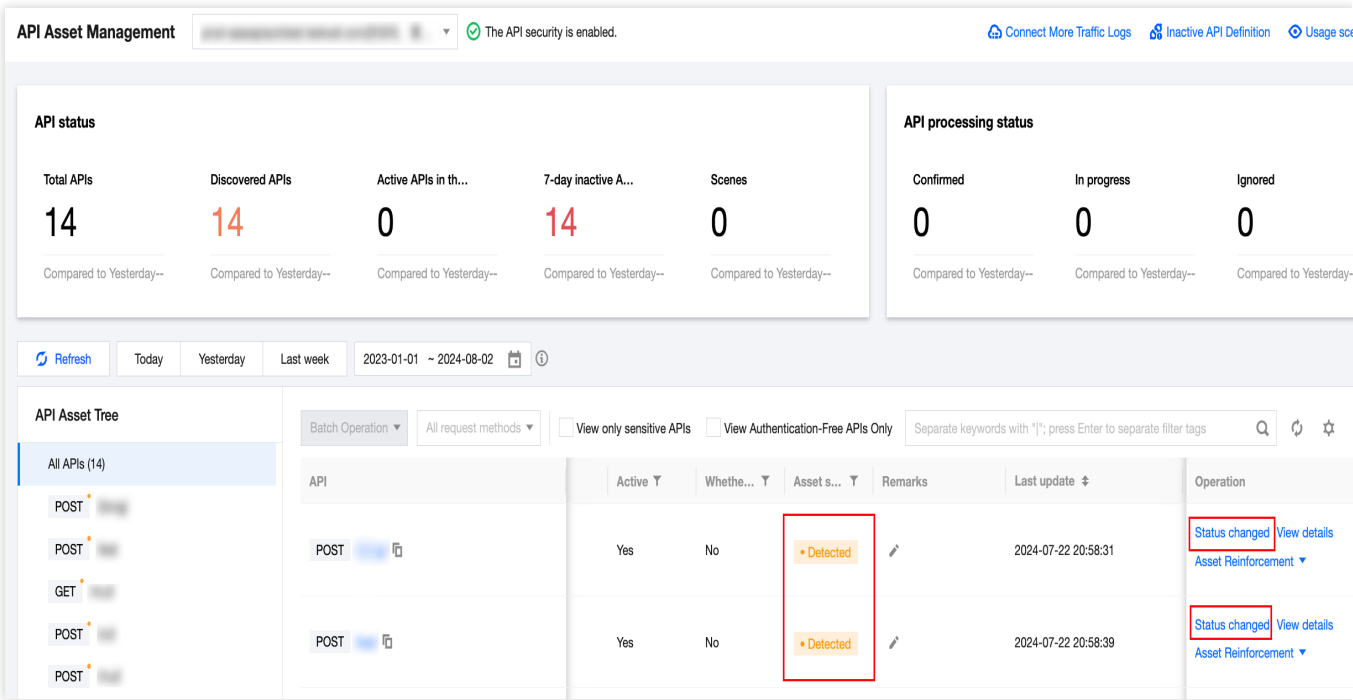 API Asset Management
The API security is enabled.
Connect More Traffic Logs
Inactive API Definition
Usage sce
API status
Total APIs
14
Compared to Yesterday--
Discovered APIs
14
Compared to Yesterday--
Active APIs in th...
0
Compared to Yesterday--
7-day inactive A...
14
Compared to Yesterday--
Scenes
0
Compared to Yesterday--
API processing status
Confirmed
0
Compared to Yesterday--
In progress
0
Compared to Yesterday--
Ignored
0
Compared to Yesterday--
Refresh
Today
Yesterday
Last week
2023-01-01 ~ 2024-08-02
API Asset Tree
All APIs (14)
POST
POST
GET
POST
POST
Batch Operation
All request methods
View only sensitive APIs
View Authentication-Free APIs Only
Separate keywords with "|"; press Enter to separate filter tags
API
Active
Whethe...
Asset s...
Remarks
Last update
Operation
POST
Yes
No
• Detected
2024-07-22 20:58:31
Status changed View details
Asset Reinforcement
POST
Yes
No
• Detected
2024-07-22 20:58:39
Status changed View details
Asset Reinforcement